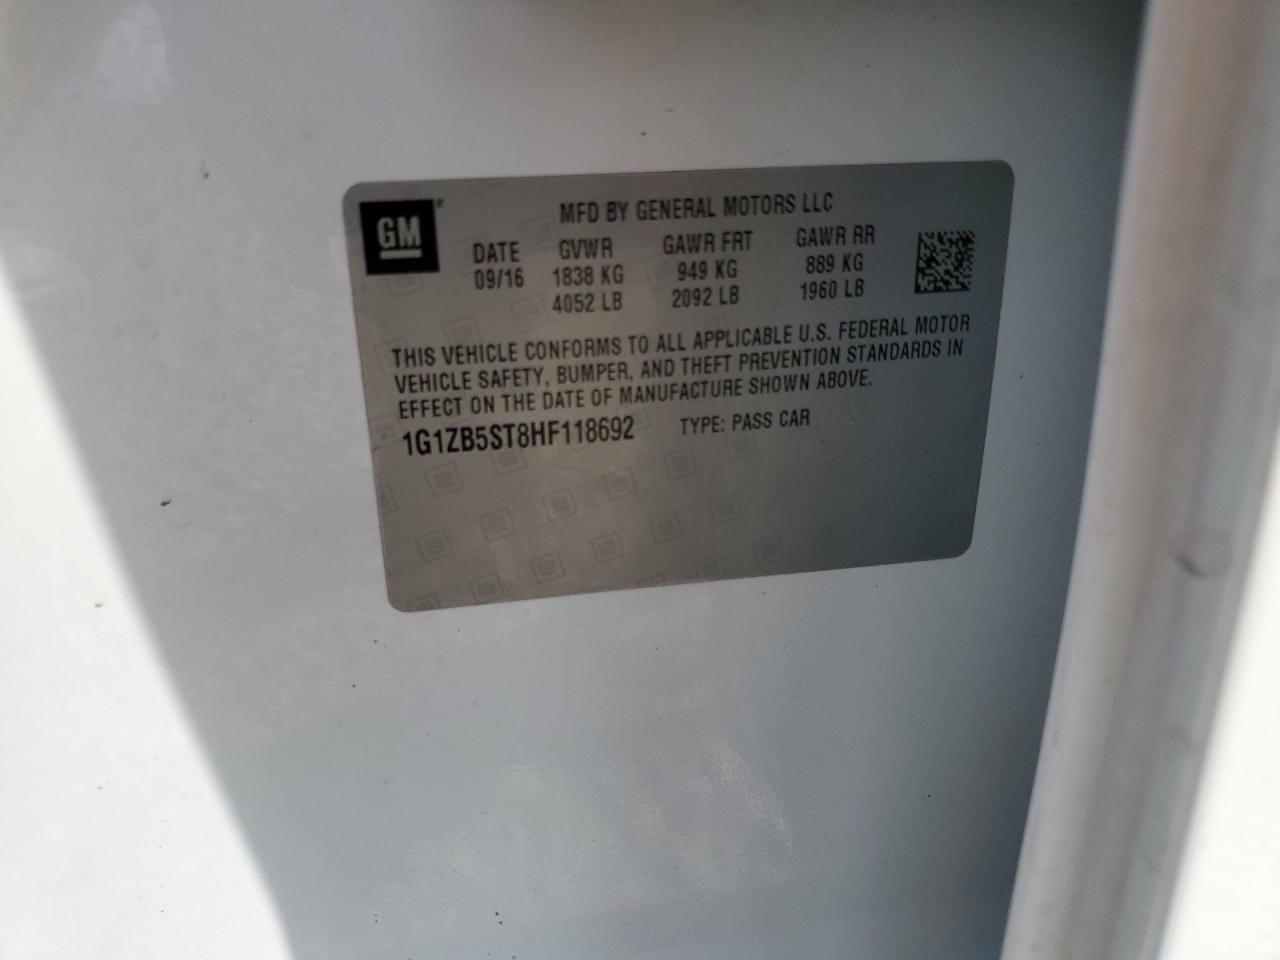 GM®
MFD BY GENERAL MOTORS LLC
DATE GVWR GAWR FRT GAWR RR
09/16 1838 KG 949 KG 889 KG
4052 LB 2092 LB 1960 LB
THIS VEHICLE CONFORMS TO ALL APPLICABLE U.S. FEDERAL MOTOR
VEHICLE SAFETY, BUMPER, AND THEFT PREVENTION STANDARDS IN
EFFECT ON THE DATE OF MANUFACTURE SHOWN ABOVE.
1G1ZB5ST8HF118692 TYPE: PASS CAR